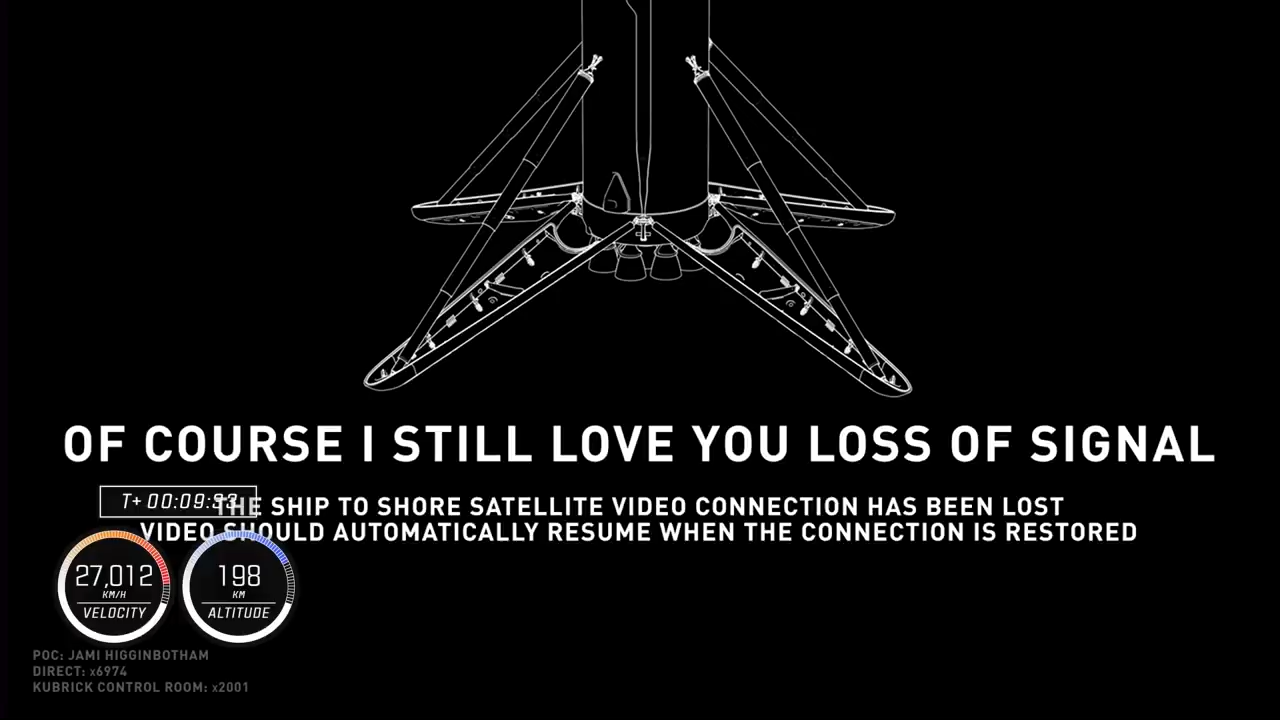 OF COURSE I STILL LOVE YOU LOSS OF SIGNAL
THE SHIP TO SHORE SATELLITE VIDEO CONNECTION HAS BEEN LOST
VIDEO SHOULD AUTOMATICALLY RESUME WHEN THE CONNECTION IS RESTORED
27,012
KM/H
VELOCITY
198
KM
ALTITUDE
POC: JAMI HIGGINBOTHAM
DIRECT: x6974
KUBRICK CONTROL ROOM: x2001